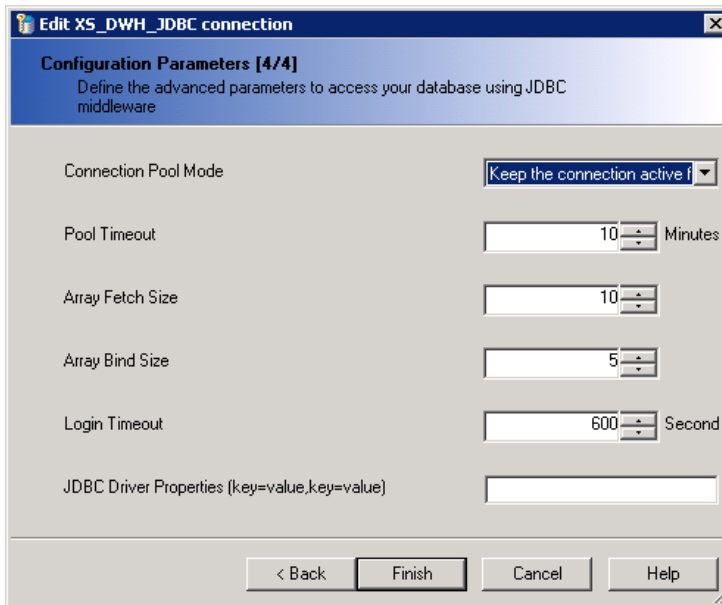 Edit XS_DWH_JDBC connection
Configuration Parameters [4/4]
Define the advanced parameters to access your database using JDBC
middleware
Connection Pool Mode
Keep the connection active f
Pool Timeout
10 Minutes
Array Fetch Size
10
Array Bind Size
5
Login Timeout
600 Second
JDBC Driver Properties (key=value,key=value)
< Back Finish Cancel Help